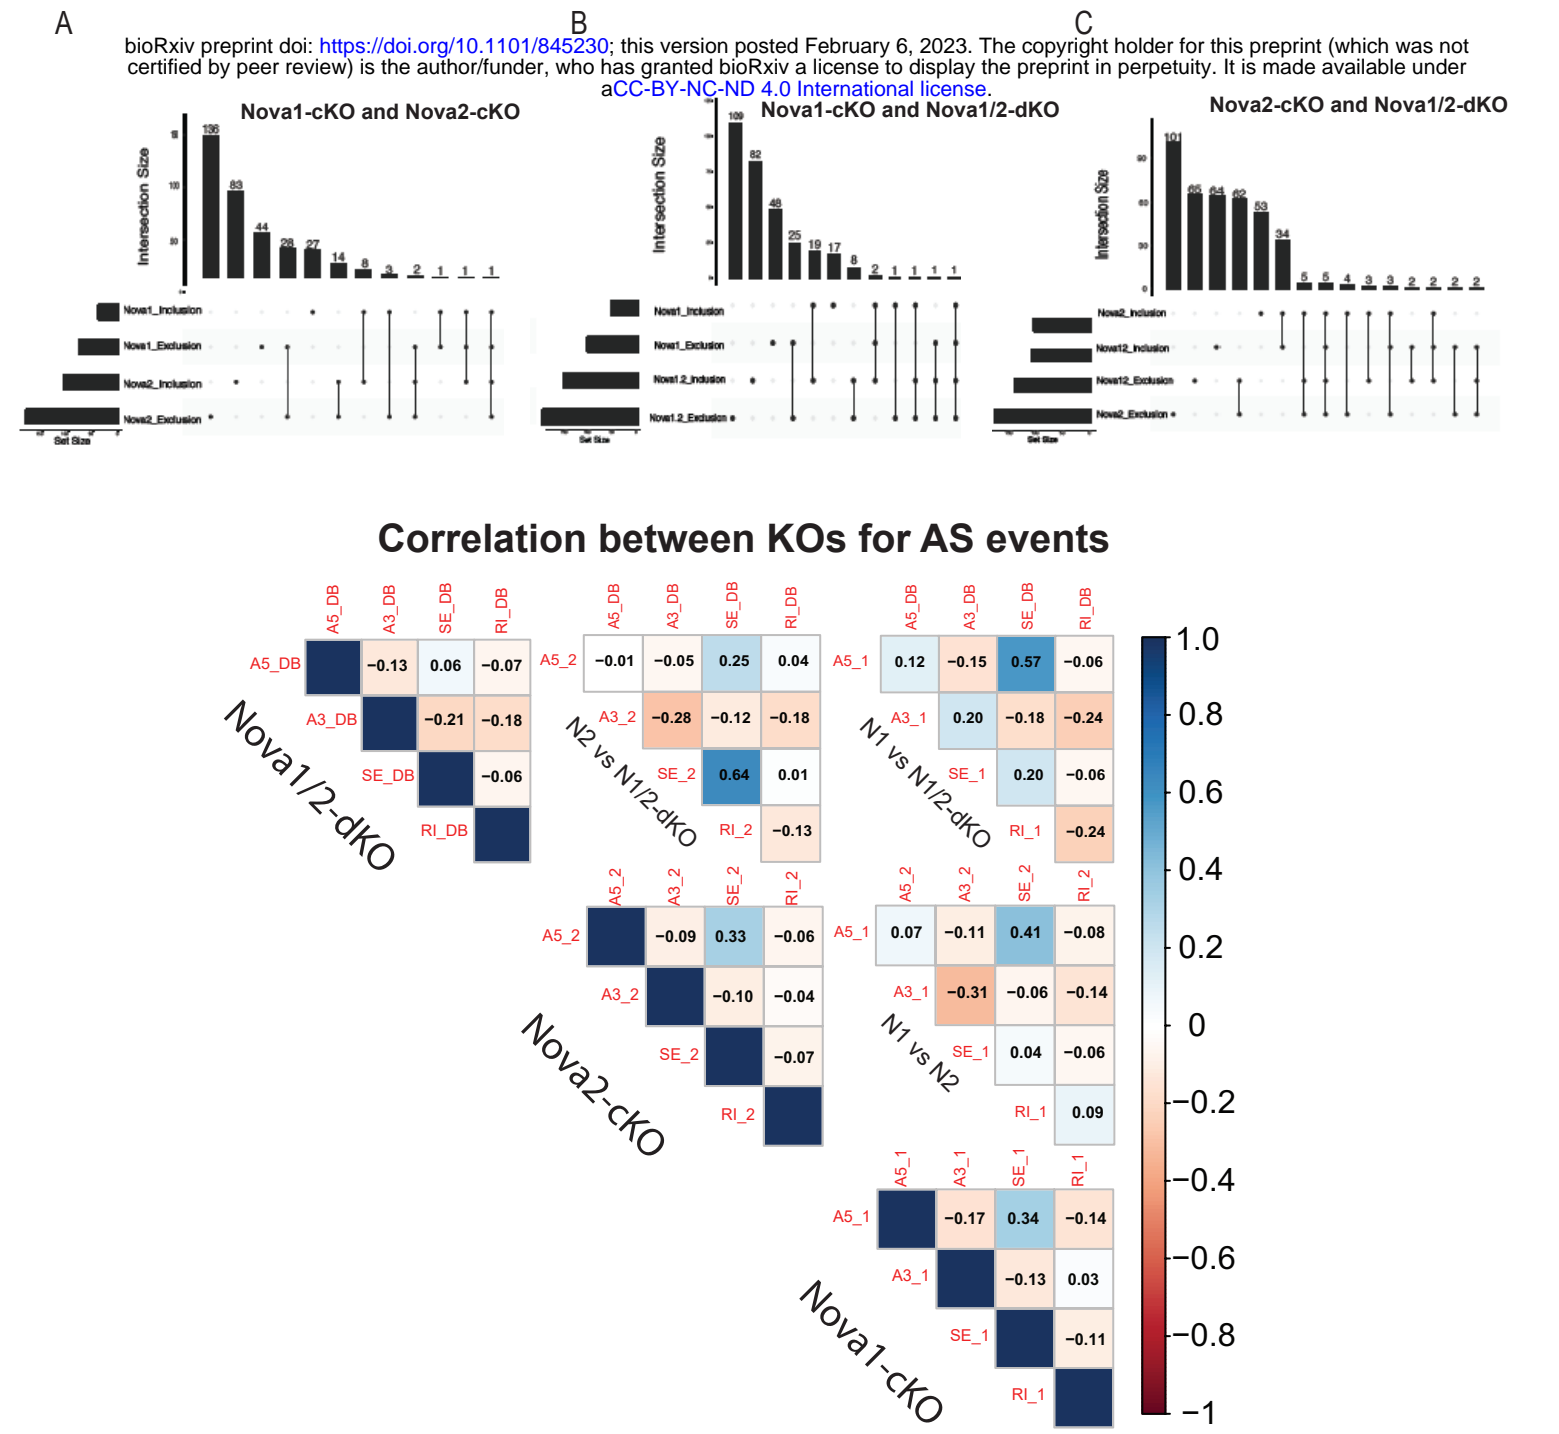 A B C
bioRxiv preprint doi: https://doi.org/10.1101/845230; this version posted February 6, 2023. The copyright holder for this preprint (which was not
certified by peer review) is the author/funder, who has granted bioRxiv a license to display the preprint in perpetuity. It is made available under
aCC-BY-NC-ND 4.0 International license.
Nova1-cKO and Nova2-cKO
Intersection Size
100
50
136 83 44 28 27 14 8 3 2 1 1 1
Nova1_Inclusion
Nova1_Exclusion
Nova2_Inclusion
Nova2_Exclusion
Set Size
Nova1-cKO and Nova1/2-dKO
Intersection Size
109 82 48 25 19 17 8 2 1 1 1 1
Nova1_Inclusion
Nova1_Exclusion
Nova1.2_Inclusion
Nova1.2_Exclusion
Set Size
Nova2-cKO and Nova1/2-dKO
Intersection Size
90
60
30
0
101 65 64 62 53 34 5 5 4 3 3 2 2 2 2
Nova2_Inclusion
Nova12_Inclusion
Nova12_Exclusion
Nova2_Exclusion
Set Size
Correlation between KOs for AS events
A5_DB A3_DB SE_DB RI_DB
A5_DB −0.13 0.06 −0.07
A3_DB −0.21 −0.18
SE_DB −0.06
RI_DB
Nova1/2-dKO
A5_DB A3_DB SE_DB RI_DB
A5_2 −0.01 −0.05 0.25 0.04
A3_2 −0.28 −0.12 −0.18
SE_2 0.64 0.01
RI_2 −0.13
N2 vs N1/2-dKO
A5_DB A3_DB SE_DB RI_DB
A5_1 0.12 −0.15 0.57 −0.06
A3_1 0.20 −0.18 −0.24
SE_1 0.20 −0.06
RI_1 −0.24
N1 vs N1/2-dKO
A5_2 A3_2 SE_2 RI_2
A5_2 −0.09 0.33 −0.06
A3_2 −0.10 −0.04
SE_2 −0.07
RI_2
Nova2-cKO
A5_2 A3_2 SE_2 RI_2
A5_1 0.07 −0.11 0.41 −0.08
A3_1 −0.31 −0.06 −0.14
SE_1 0.04 −0.06
RI_1 0.09
N1 vs N2
A5_1 A3_1 SE_1 RI_1
A5_1 −0.17 0.34 −0.14
A3_1 −0.13 0.03
SE_1 −0.11
RI_1
Nova1-cKO
1.0
0.8
0.6
0.4
0.2
0
−0.2
−0.4
−0.6
−0.8
−1